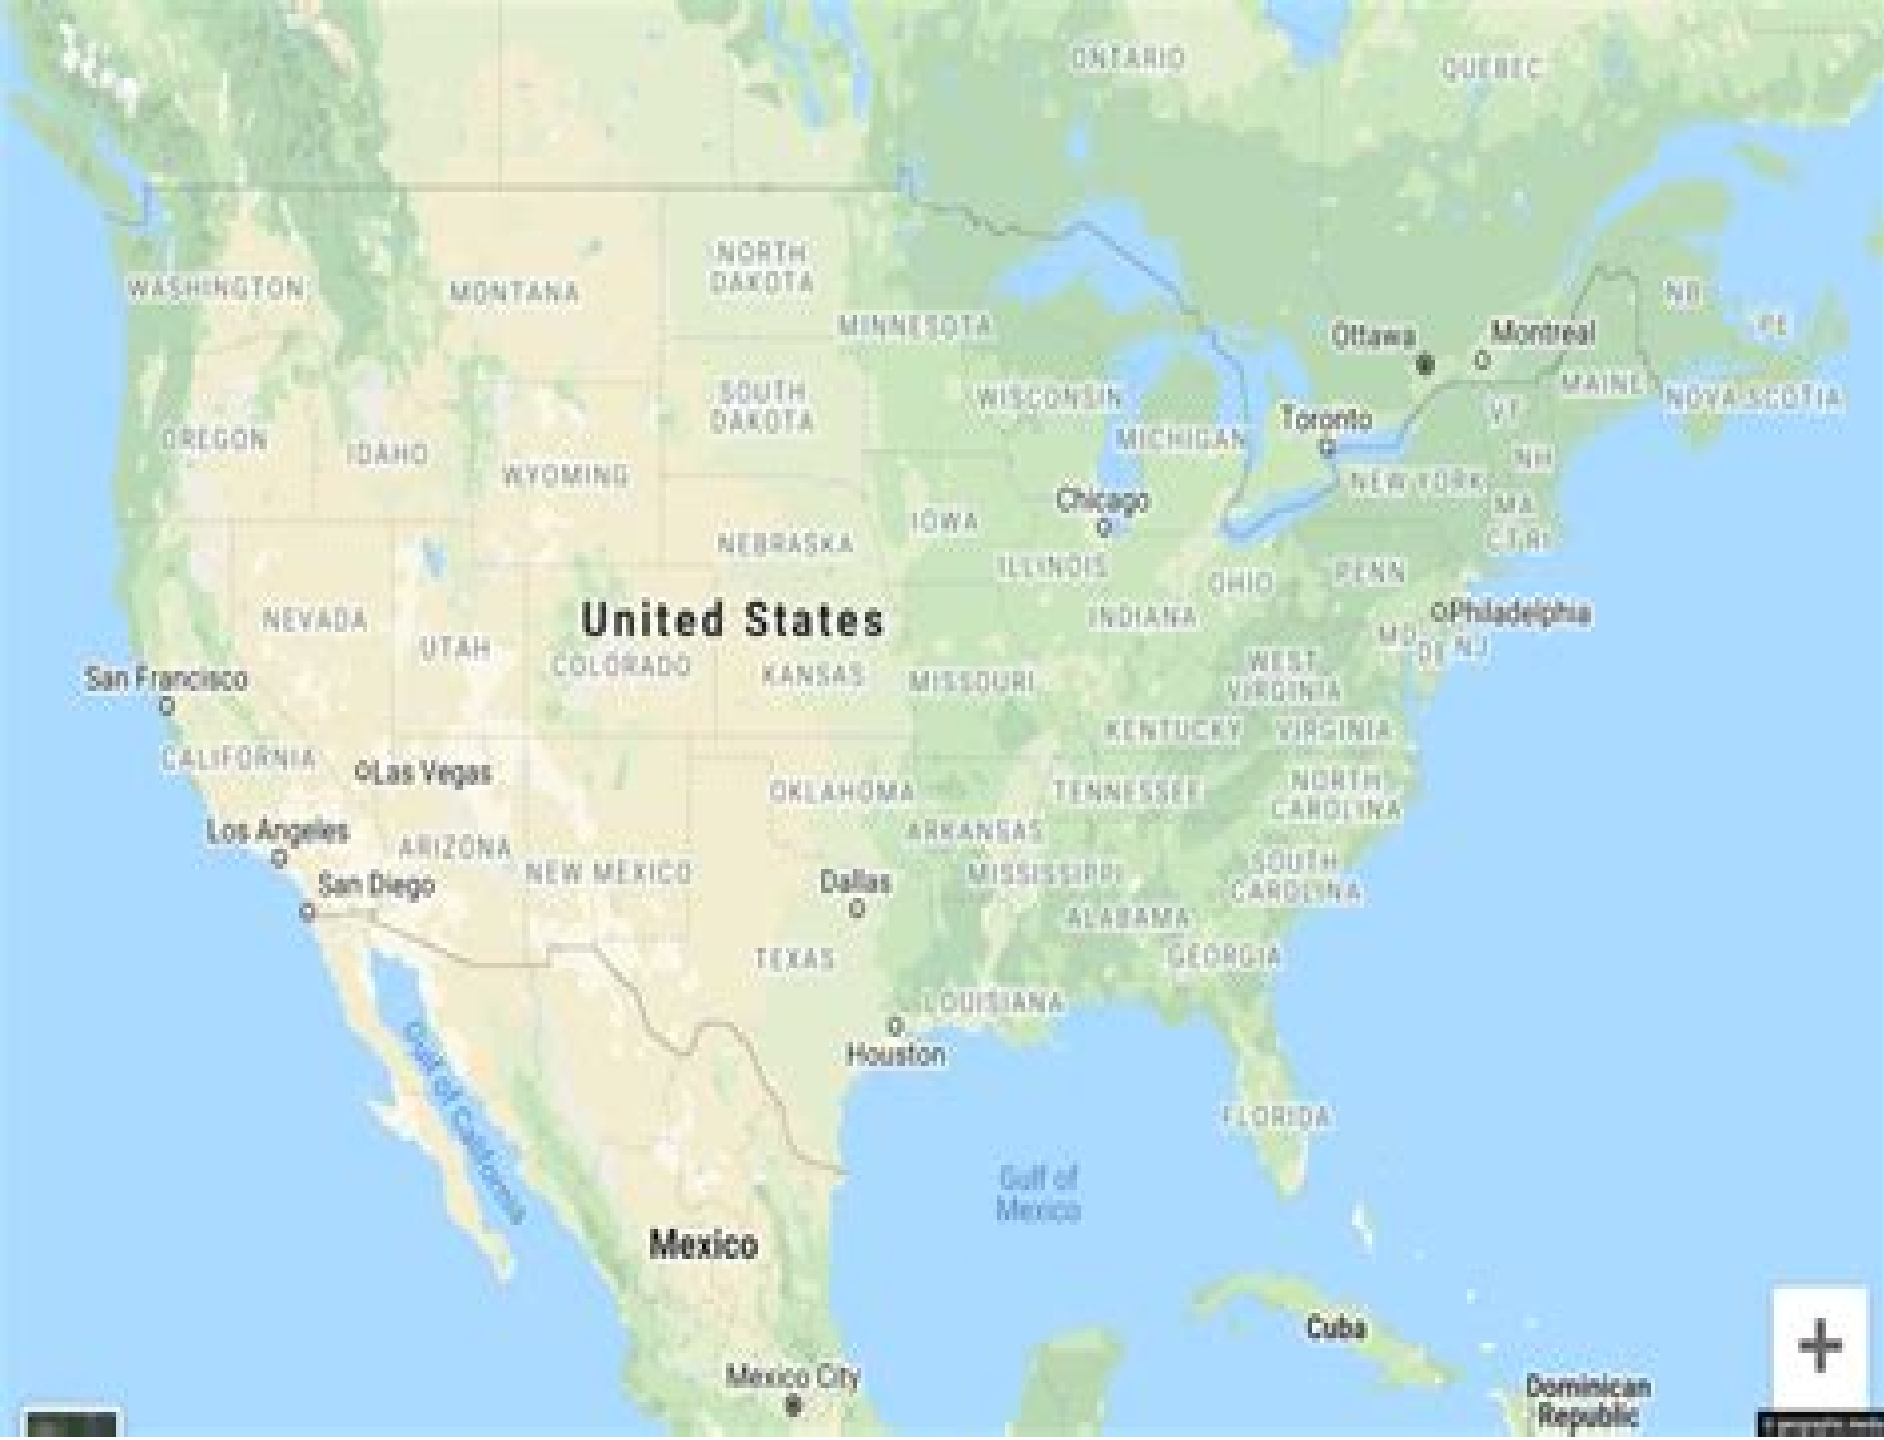 ONTARIO
QUEBEC
WASHINGTON
MONTANA
NORTH
DAKOTA
MINNESOTA
NB
PE
Ottawa
Montreal
MAINE
NOVA SCOTIA
SOUTH
DAKOTA
WISCONSIN
MICHIGAN
Toronto
VT
OREGON
IDAHO
WYOMING
NH
NEW YORK
MA
CT RI
Chicago
IOWA
NEBRASKA
ILLINOIS
INDIANA
OHIO
PENN
Philadelphia
MD
DE
NJ
NEVADA
UTAH
United States
COLORADO
KANSAS
MISSOURI
WEST
VIRGINIA
KENTUCKY
VIRGINIA
San Francisco
CALIFORNIA
Las Vegas
OKLAHOMA
TENNESSEE
NORTH
CAROLINA
Los Angeles
ARIZONA
NEW MEXICO
ARKANSAS
MISSISSIPPI
SOUTH
CAROLINA
San Diego
Dallas
ALABAMA
TEXAS
GEORGIA
LOUISIANA
Houston
Gulf of California
FLORIDA
Gulf of
Mexico
Mexico
Cuba
Mexico City
Dominican
Republic